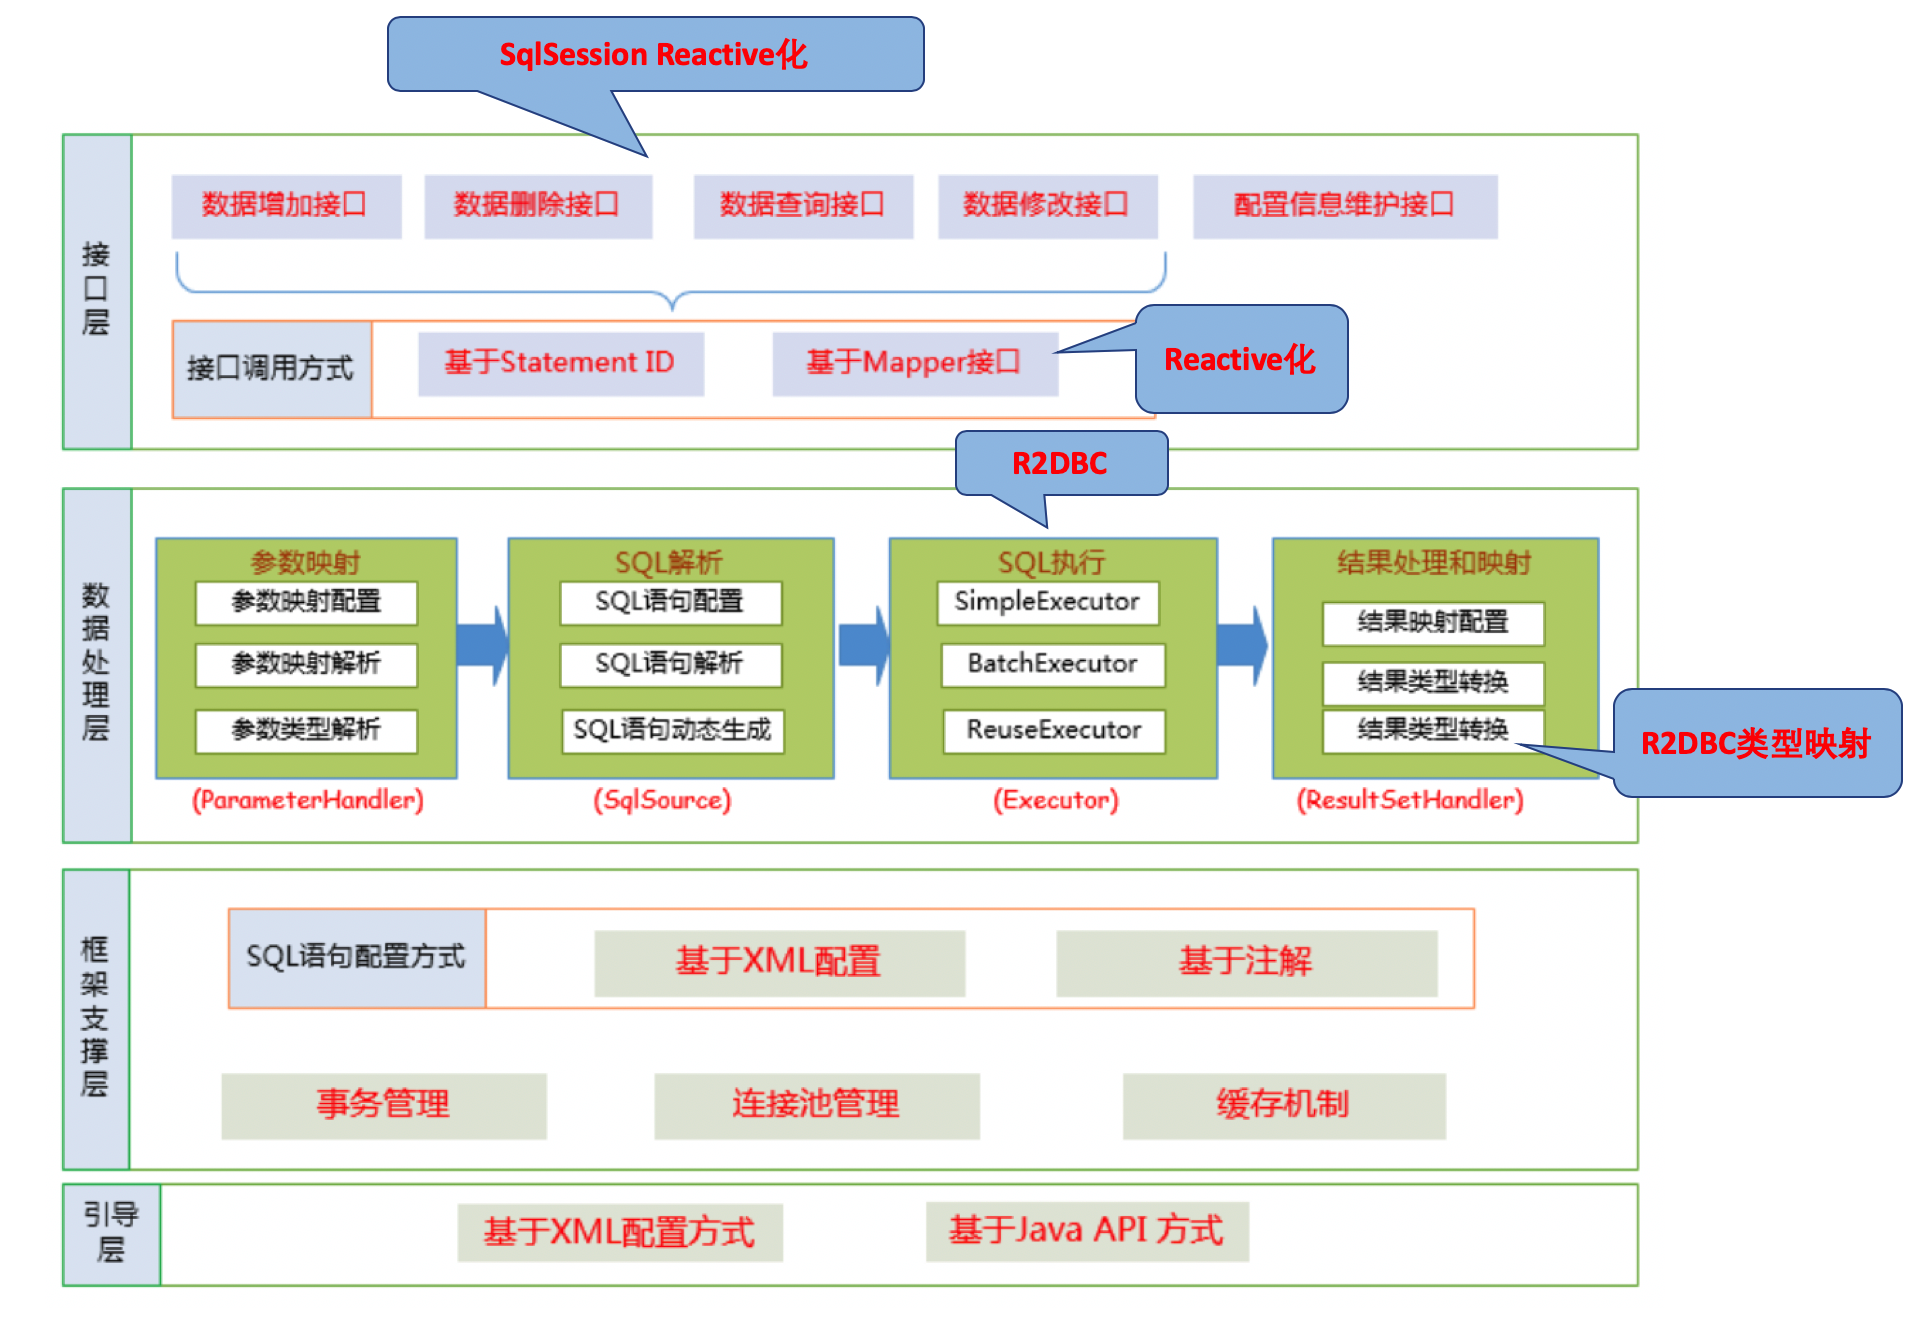 SqlSession Reactive化
接口层
数据增加接口
数据删除接口
数据查询接口
数据修改接口
配置信息维护接口
接口调用方式
基于Statement ID
基于Mapper接口
Reactive化
R2DBC
数据处理层
参数映射
参数映射配置
参数映射解析
参数类型解析
(ParameterHandler)
SQL解析
SQL语句配置
SQL语句解析
SQL语句动态生成
(SqlSource)
SQL执行
SimpleExecutor
BatchExecutor
ReuseExecutor
(Executor)
结果处理和映射
结果映射配置
结果类型转换
结果类型转换
(ResultSetHandler)
R2DBC类型映射
框架支撑层
SQL语句配置方式
基于XML配置
基于注解
事务管理
连接池管理
缓存机制
引导
层
基于XML配置方式
基于Java API 方式